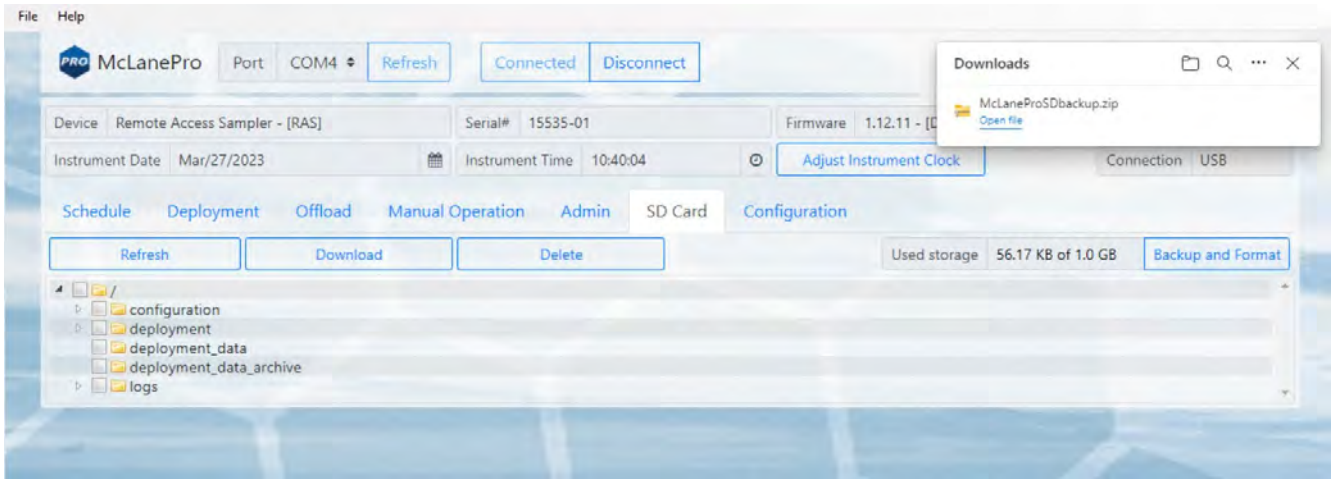 File Help
PRO McLanePro Port COM4 Refresh Connected Disconnect
Downloads
McLaneProSDbackup.zip
Open file
Device Remote Access Sampler - [RAS] Serial# 15535-01 Firmware 1.12.11 - [D
Instrument Date Mar/27/2023 Instrument Time 10:40:04 Adjust Instrument Clock Connection USB
Schedule Deployment Offload Manual Operation Admin SD Card Configuration
Refresh Download Delete Used storage 56.17 KB of 1.0 GB Backup and Format
/
configuration
deployment
deployment_data
deployment_data_archive
logs